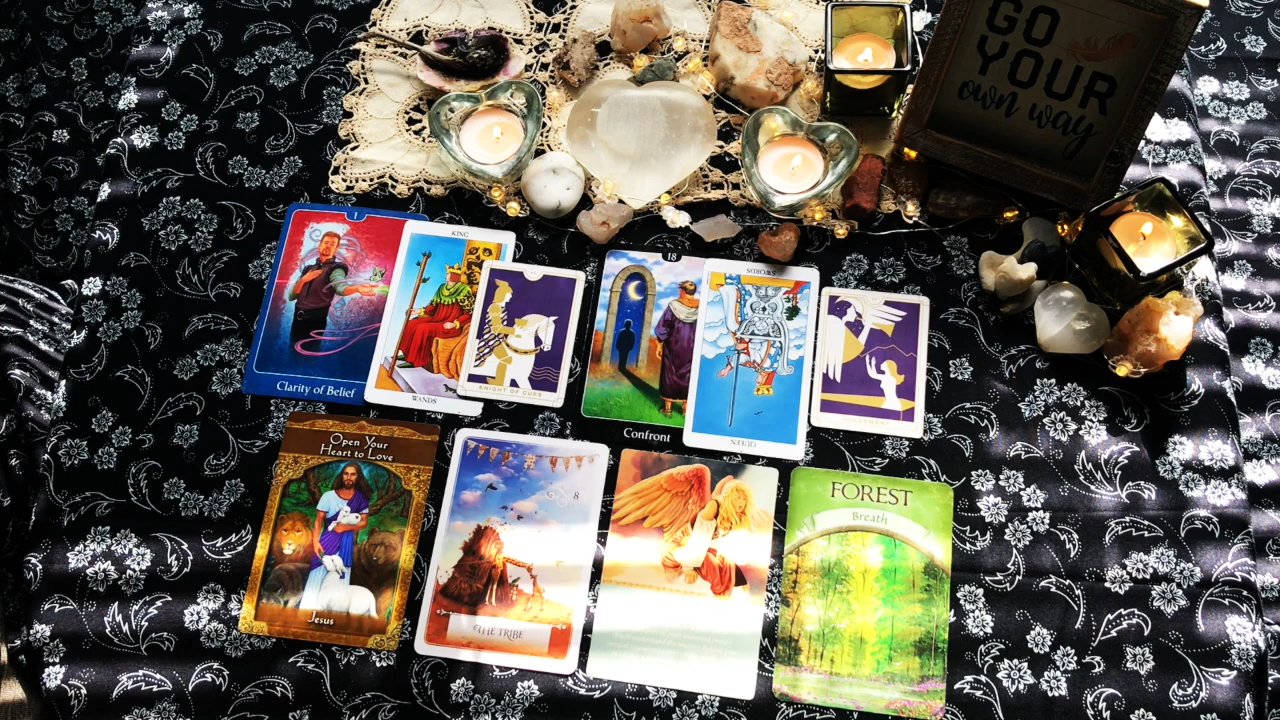 GO
YOUR
own way
1
Clarity of Belief
KING
WANDS
KNIGHT OF CUPS
18
Confront
SWORDS
QUEEN
JUDGEMENT
Open Your
Heart to Love
Jesus
8
THE TRIBE
FOREST
Breath